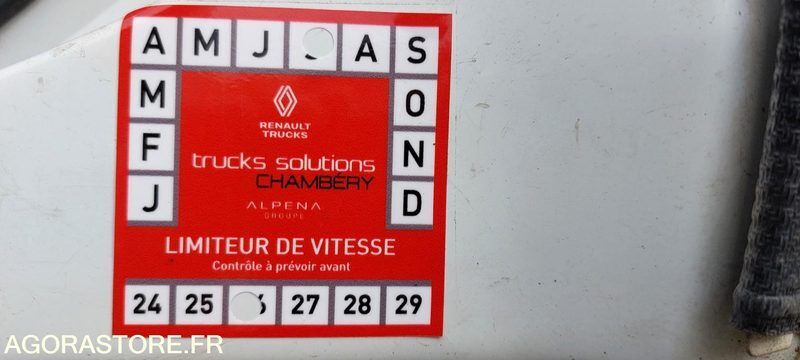 A M J J A S
M O
F N
J D
RENAULT
TRUCKS
trucks solutions
CHAMBÉRY
ALPENA
GROUPE
LIMITEUR DE VITESSE
Contrôle à prévoir avant
24 25 26 27 28 29
AGORASTORE.FR